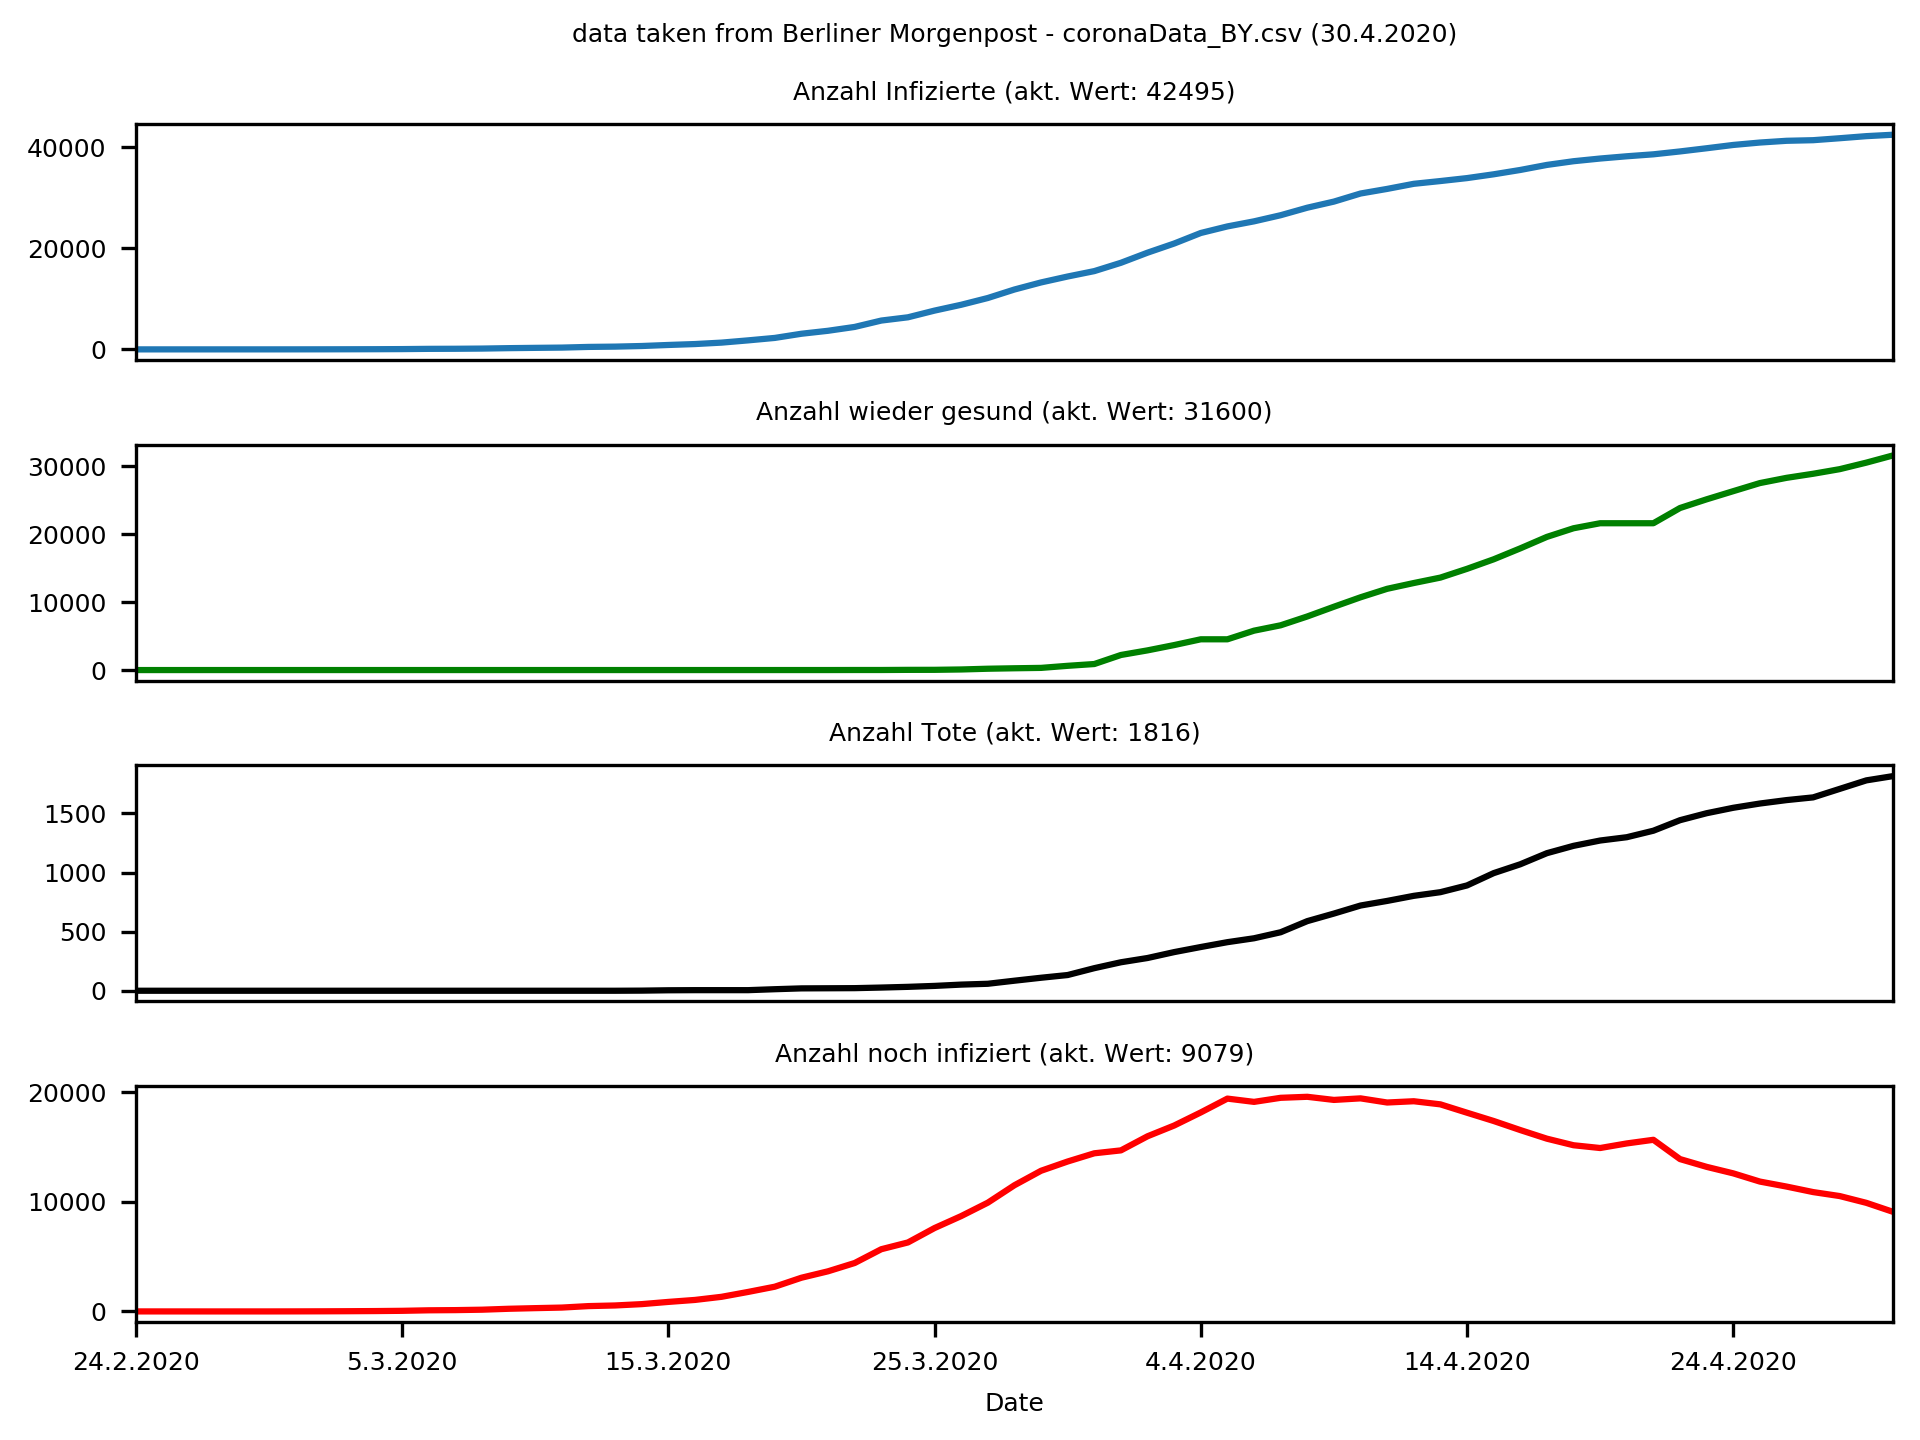 data taken from Berliner Morgenpost - coronaData_BY.csv (30.4.2020)
Anzahl Infizierte (akt. Wert: 42495)
40000
20000
0
Anzahl wieder gesund (akt. Wert: 31600)
30000
20000
10000
0
Anzahl Tote (akt. Wert: 1816)
1500
1000
500
0
Anzahl noch infiziert (akt. Wert: 9079)
20000
10000
0
24.2.2020 5.3.2020 15.3.2020 25.3.2020 4.4.2020 14.4.2020 24.4.2020
Date